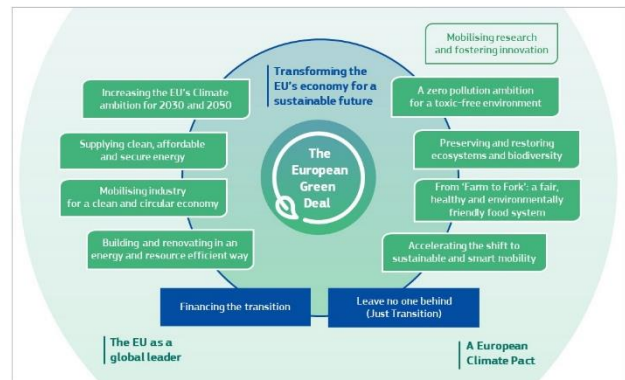 Mobilising research
and fostering innovation
Transforming the
EU's economy for a
sustainable future
Increasing the EU's Climate
ambition for 2030 and 2050
A zero pollution ambition
for a toxic-free environment
Supplying clean, affordable
and secure energy
Preserving and restoring
ecosystems and biodiversity
The
European
Green
Deal
Mobilising industry
for a clean and circular economy
From 'Farm to Fork': a fair,
healthy and environmentally
friendly food system
Building and renovating in an
energy and resource efficient way
Accelerating the shift to
sustainable and smart mobility
Financing the transition
Leave no one behind
(Just Transition)
The EU as a
global leader
A European
Climate Pact